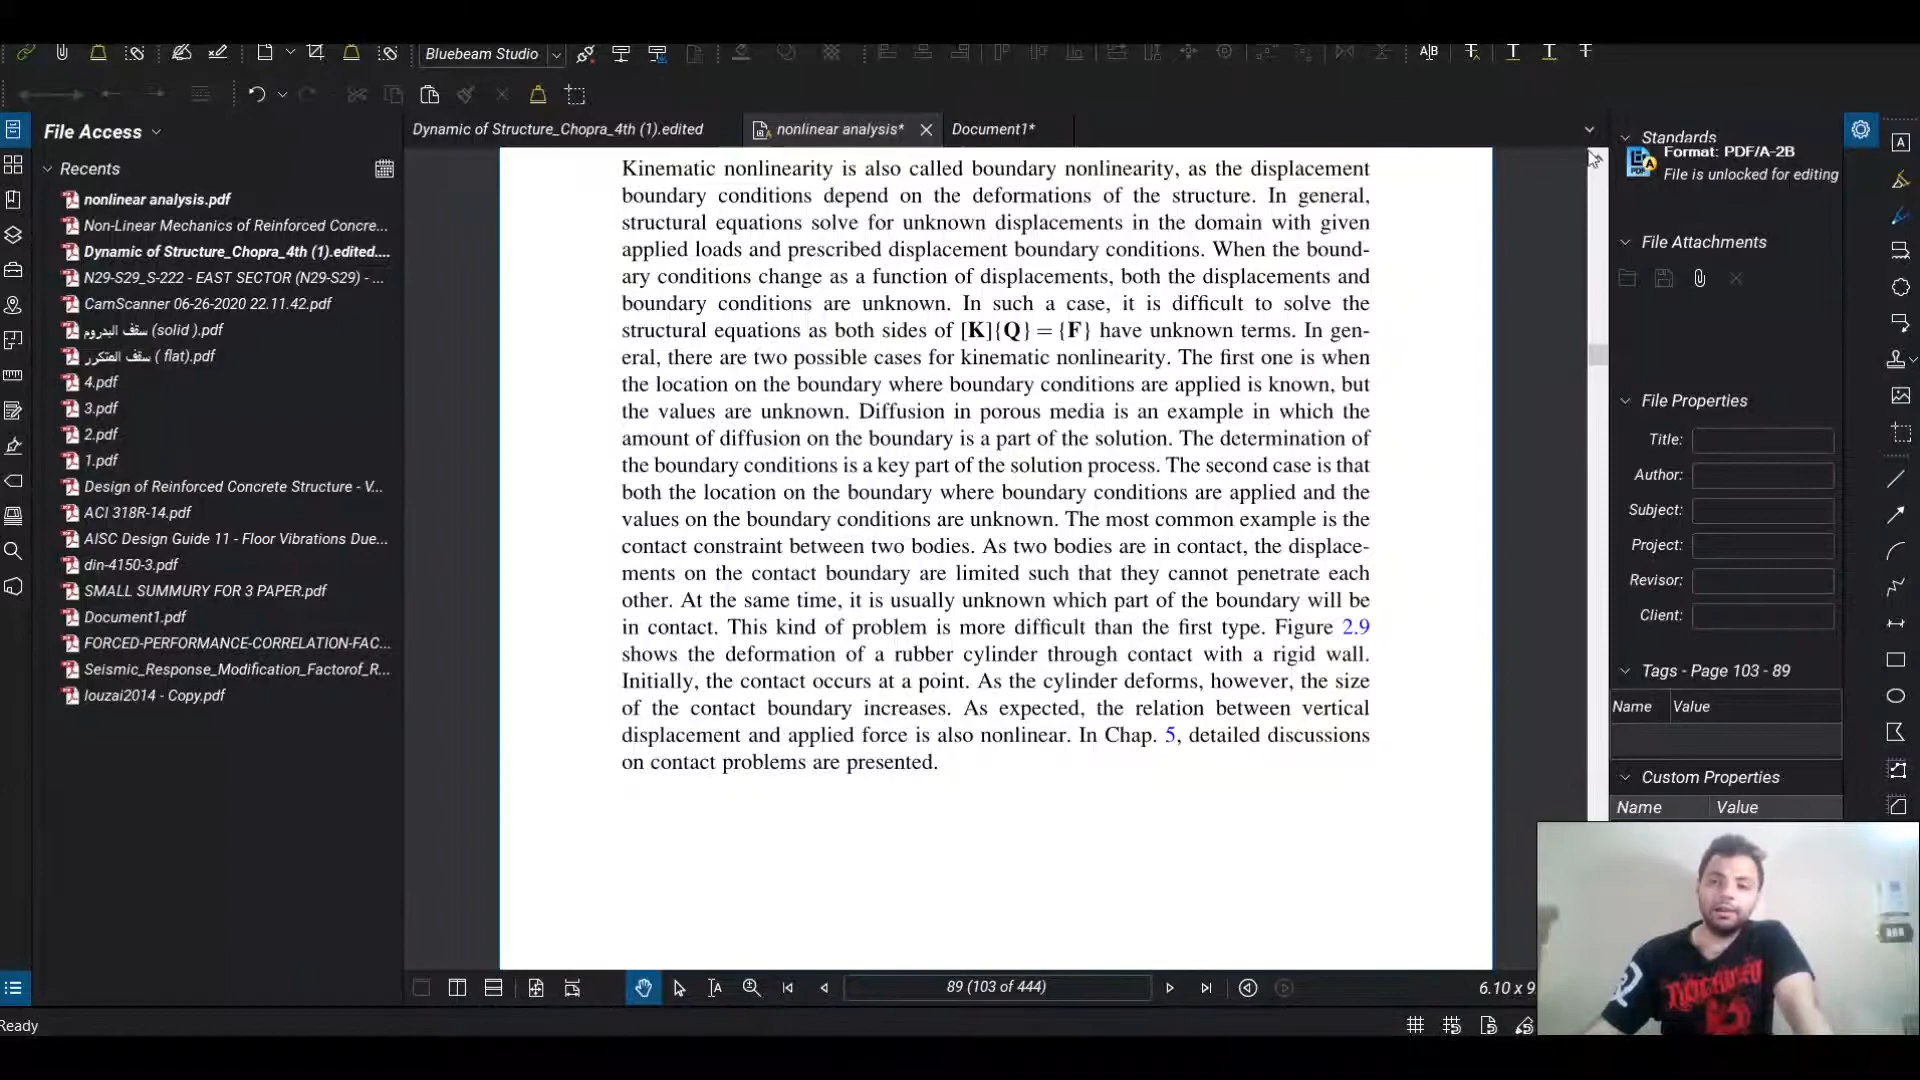 Bluebeam Studio
File Access
Recents
nonlinear analysis.pdf
Non-Linear Mechanics of Reinforced Concre...
Dynamic of Structure_Chopra_4th (1).edited....
N29-S29_S-222 - EAST SECTOR (N29-S29) - ...
CamScanner 06-26-2020 22.11.42.pdf
سقف البدروم (solid ).pdf
سقف المتكرر ( flat).pdf
4.pdf
3.pdf
2.pdf
1.pdf
Design of Reinforced Concrete Structure - V...
ACI 318R-14.pdf
AISC Design Guide 11 - Floor Vibrations Due...
din-4150-3.pdf
SMALL SUMMURY FOR 3 PAPER.pdf
Document1.pdf
FORCED-PERFORMANCE-CORRELATION-FAC...
Seismic_Response_Modification_Factorof_R...
louzai2014 - Copy.pdf
Ready
Dynamic of Structure_Chopra_4th (1).edited
nonlinear analysis*
Document1*
Kinematic nonlinearity is also called boundary nonlinearity, as the displacement
boundary conditions depend on the deformations of the structure. In general,
structural equations solve for unknown displacements in the domain with given
applied loads and prescribed displacement boundary conditions. When the bound-
ary conditions change as a function of displacements, both the displacements and
boundary conditions are unknown. In such a case, it is difficult to solve the
structural equations as both sides of [K]{Q} = {F} have unknown terms. In gen-
eral, there are two possible cases for kinematic nonlinearity. The first one is when
the location on the boundary where boundary conditions are applied is known, but
the values are unknown. Diffusion in porous media is an example in which the
amount of diffusion on the boundary is a part of the solution. The determination of
the boundary conditions is a key part of the solution process. The second case is that
both the location on the boundary where boundary conditions are applied and the
values on the boundary conditions are unknown. The most common example is the
contact constraint between two bodies. As two bodies are in contact, the displace-
ments on the contact boundary are limited such that they cannot penetrate each
other. At the same time, it is usually unknown which part of the boundary will be
in contact. This kind of problem is more difficult than the first type. Figure 2.9
shows the deformation of a rubber cylinder through contact with a rigid wall.
Initially, the contact occurs at a point. As the cylinder deforms, however, the size
of the contact boundary increases. As expected, the relation between vertical
displacement and applied force is also nonlinear. In Chap. 5, detailed discussions
on contact problems are presented.
89 (103 of 444)
6.10 x 9
Standards
Format: PDF/A-2B
File is unlocked for editing
File Attachments
File Properties
Title:
Author:
Subject:
Project:
Revisor:
Client:
Tags - Page 103 - 89
Name Value
Custom Properties
Name Value